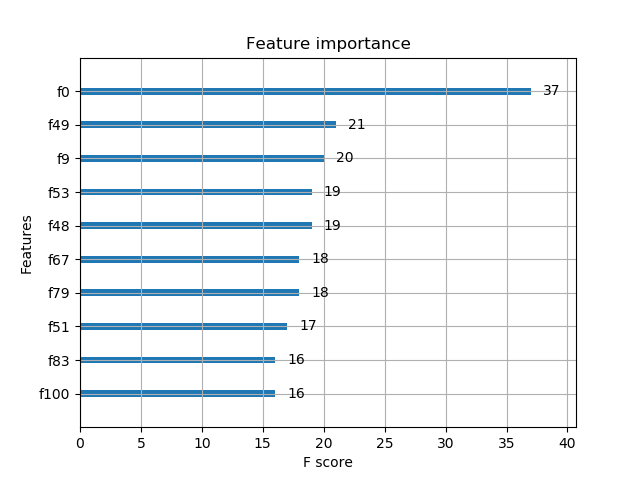 Feature importance
f0 37
f49 21
f9 20
f53 19
f48 19
f67 18
f79 18
f51 17
f83 16
f100 16
0 5 10 15 20 25 30 35 40
F score
Features